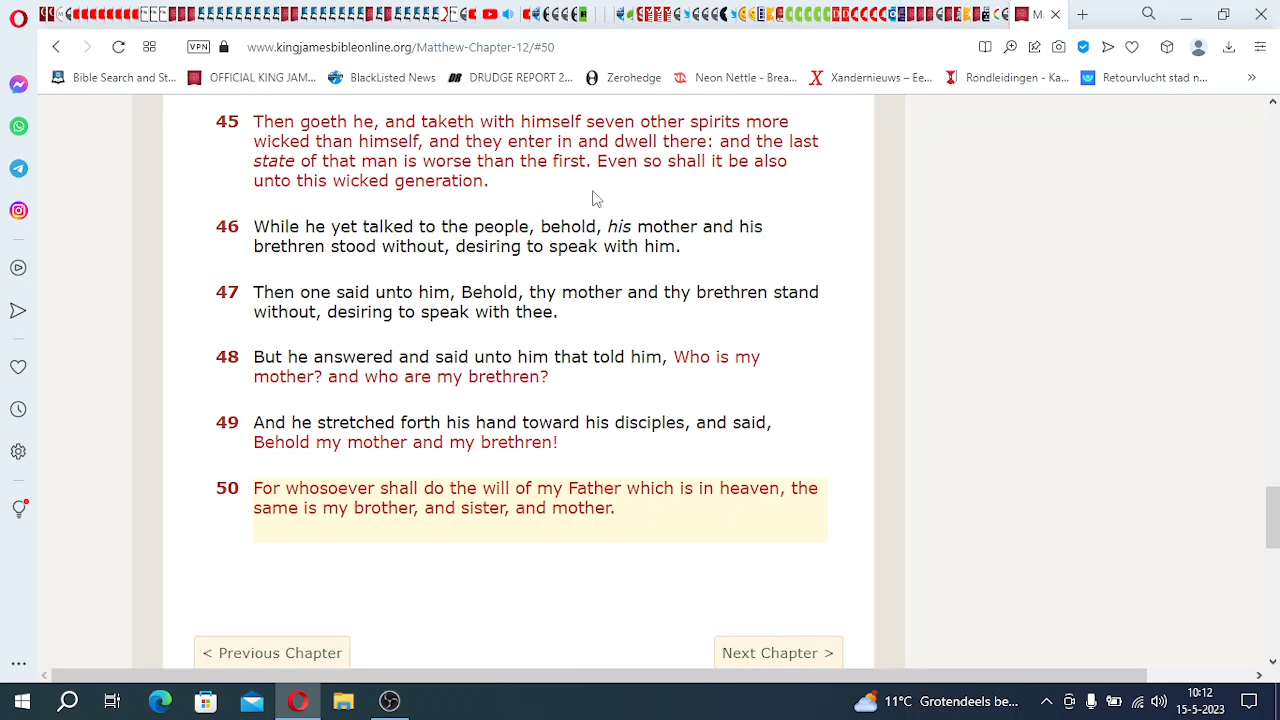 M
VPN
www.kingjamesbibleonline.org/Matthew-Chapter-12/#50
Bible Search and St...
OFFICIAL KING JAM...
BlackListed News
DR DRUDGE REPORT 2...
Zerohedge
Neon Nettle - Brea...
X Xandernieuws – Ee...
Rondleidingen - Ka...
Retourvlucht stad n...
45 Then goeth he, and taketh with himself seven other spirits more
wicked than himself, and they enter in and dwell there: and the last
state of that man is worse than the first. Even so shall it be also
unto this wicked generation.
46 While he yet talked to the people, behold, his mother and his
brethren stood without, desiring to speak with him.
47 Then one said unto him, Behold, thy mother and thy brethren stand
without, desiring to speak with thee.
48 But he answered and said unto him that told him, Who is my
mother? and who are my brethren?
49 And he stretched forth his hand toward his disciples, and said,
Behold my mother and my brethren!
50 For whosoever shall do the will of my Father which is in heaven, the
same is my brother, and sister, and mother.
< Previous Chapter
Next Chapter >
11°C Grotendeels be...
10:12
15-5-2023